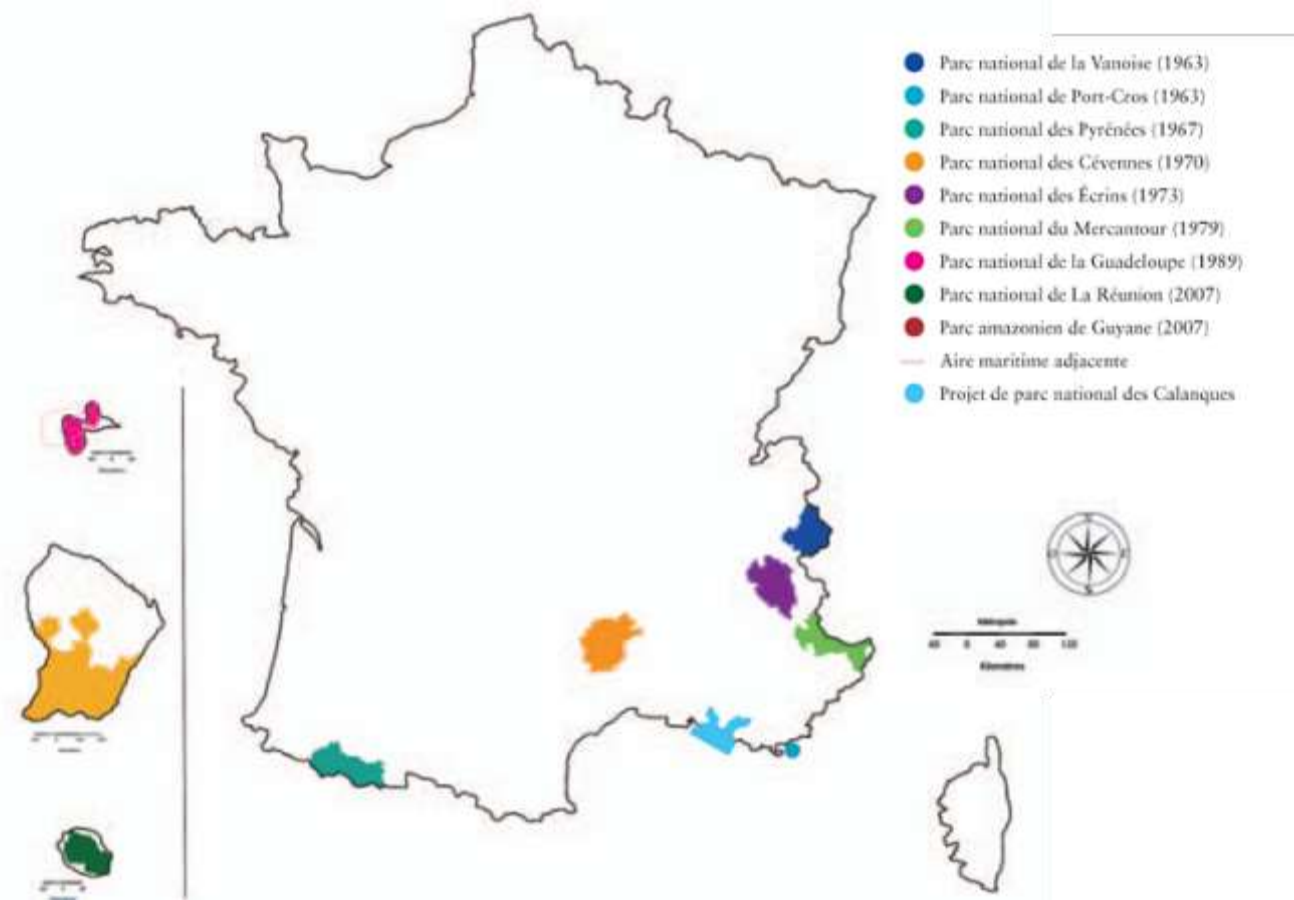 Parc national de la Vanoise (1963)
Parc national de Port-Cros (1963)
Parc national des Pyrénées (1967)
Parc national des Cévennes (1970)
Parc national des Écrins (1973)
Parc national du Mercantour (1979)
Parc national de la Guadeloupe (1989)
Parc national de La Réunion (2007)
Parc amazonien de Guyane (2007)
Aire maritime adjacente
Projet de parc national des Calanques
Métropole
Kilomètres